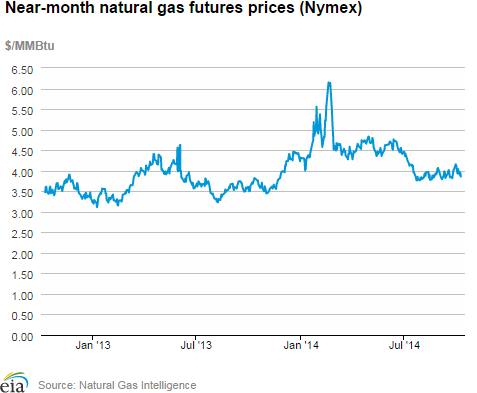 Near-month natural gas futures prices (Nymex)
$/MMBtu
6.50
6.00
5.50
5.00
4.50
4.00
3.50
3.00
2.50
2.00
1.50
1.00
0.50
0.00
Jan '13
Jul '13
Jan '14
Jul '14
eia
Source: Natural Gas Intelligence